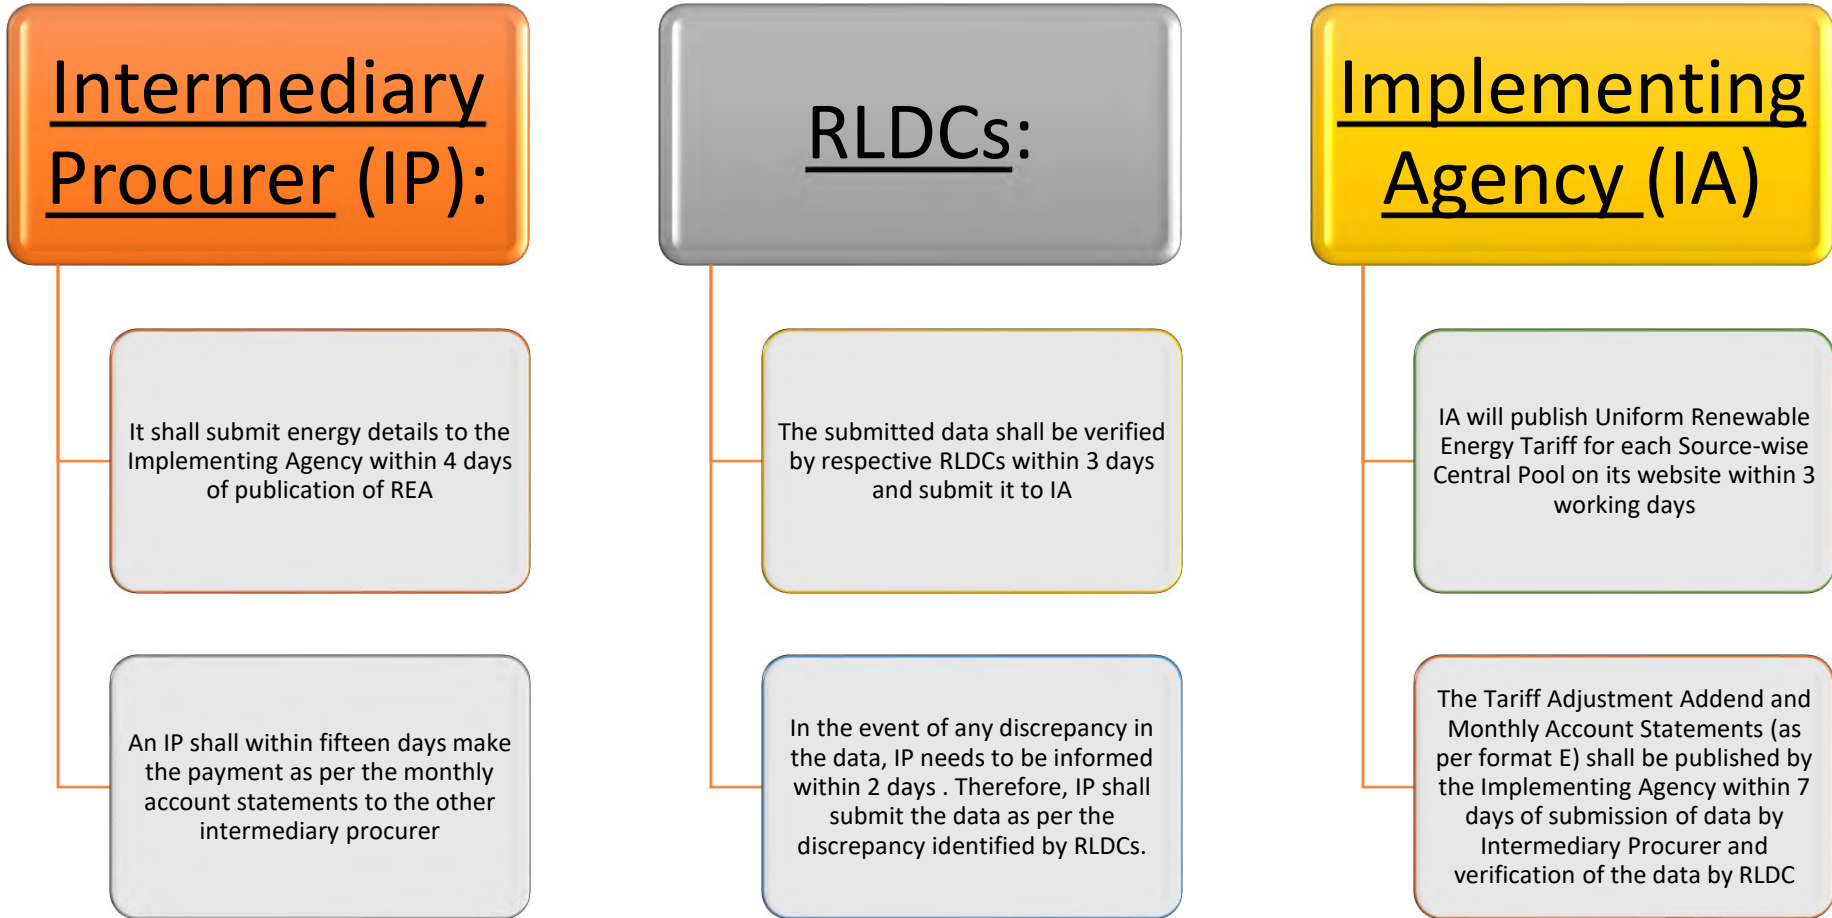 Intermediary
Procurer (IP):
It shall submit energy details to the
Implementing Agency within 4 days
of publication of REA
An IP shall within fifteen days make
the payment as per the monthly
account statements to the other
intermediary procurer
RLDCs:
The submitted data shall be verified
by respective RLDCs within 3 days
and submit it to IA
In the event of any discrepancy in
the data, IP needs to be informed
within 2 days . Therefore, IP shall
submit the data as per the
discrepancy identified by RLDCs.
Implementing
Agency (IA)
IA will publish Uniform Renewable
Energy Tariff for each Source-wise
Central Pool on its website within 3
working days
The Tariff Adjustment Addend and
Monthly Account Statements (as
per format E) shall be published by
the Implementing Agency within 7
days of submission of data by
Intermediary Procurer and
verification of the data by RLDC